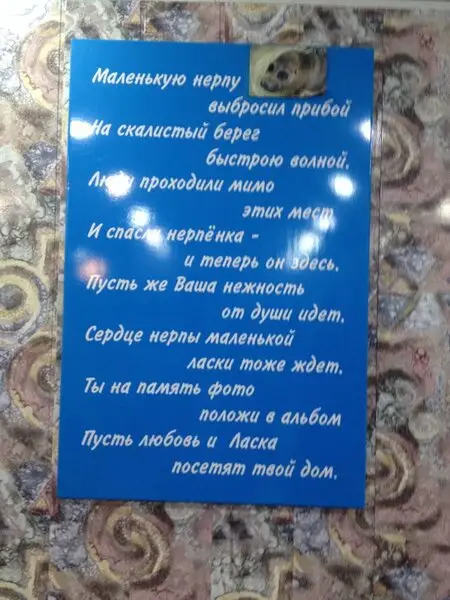 Маленькую нерпу
выбросил прибой
На скалистый берег
быстрою волной.
Люди проходили мимо
этих мест
И спасли нерпёнка -
и теперь он здесь.
Пусть же Ваша нежность
от души идет.
Сердце нерпы маленькой
ласки тоже ждет.
Ты на память фото
положи в альбом
Пусть любовь и Ласка
посетят твой дом.